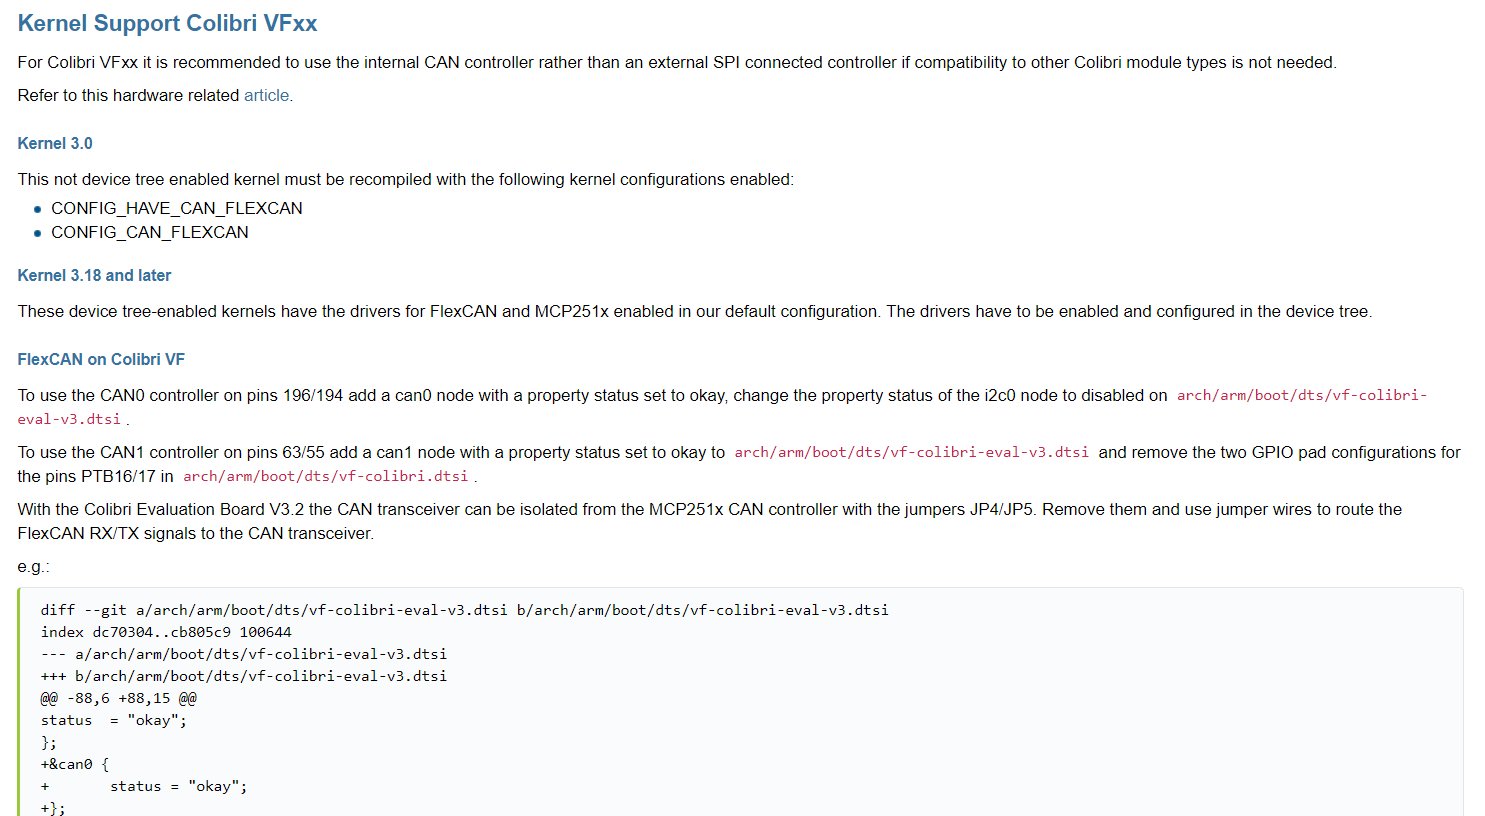 Kernel Support Colibri VFxx
For Colibri VFxx it is recommended to use the internal CAN controller rather than an external SPI connected controller if compatibility to other Colibri module types is not needed.
Refer to this hardware related article.
Kernel 3.0
This not device tree enabled kernel must be recompiled with the following kernel configurations enabled:
• CONFIG_HAVE_CAN_FLEXCAN
• CONFIG_CAN_FLEXCAN
Kernel 3.18 and later
These device tree-enabled kernels have the drivers for FlexCAN and MCP251x enabled in our default configuration. The drivers have to be enabled and configured in the device tree.
FlexCAN on Colibri VF
To use the CAN0 controller on pins 196/194 add a can0 node with a property status set to okay, change the property status of the i2c0 node to disabled on arch/arm/boot/dts/vf-colibri-
eval-v3.dtsi .
To use the CAN1 controller on pins 63/55 add a can1 node with a property status set to okay to arch/arm/boot/dts/vf-colibri-eval-v3.dtsi and remove the two GPIO pad configurations for
the pins PTB16/17 in arch/arm/boot/dts/vf-colibri.dtsi .
With the Colibri Evaluation Board V3.2 the CAN transceiver can be isolated from the MCP251x CAN controller with the jumpers JP4/JP5. Remove them and use jumper wires to route the
FlexCAN RX/TX signals to the CAN transceiver.
e.g.:
diff --git a/arch/arm/boot/dts/vf-colibri-eval-v3.dtsi b/arch/arm/boot/dts/vf-colibri-eval-v3.dtsi
index dc70304..cb805c9 100644
--- a/arch/arm/boot/dts/vf-colibri-eval-v3.dtsi
+++ b/arch/arm/boot/dts/vf-colibri-eval-v3.dtsi
@@ -88,6 +88,15 @@
status  = "okay";
};
+&can0 {
+       status = "okay";
+};